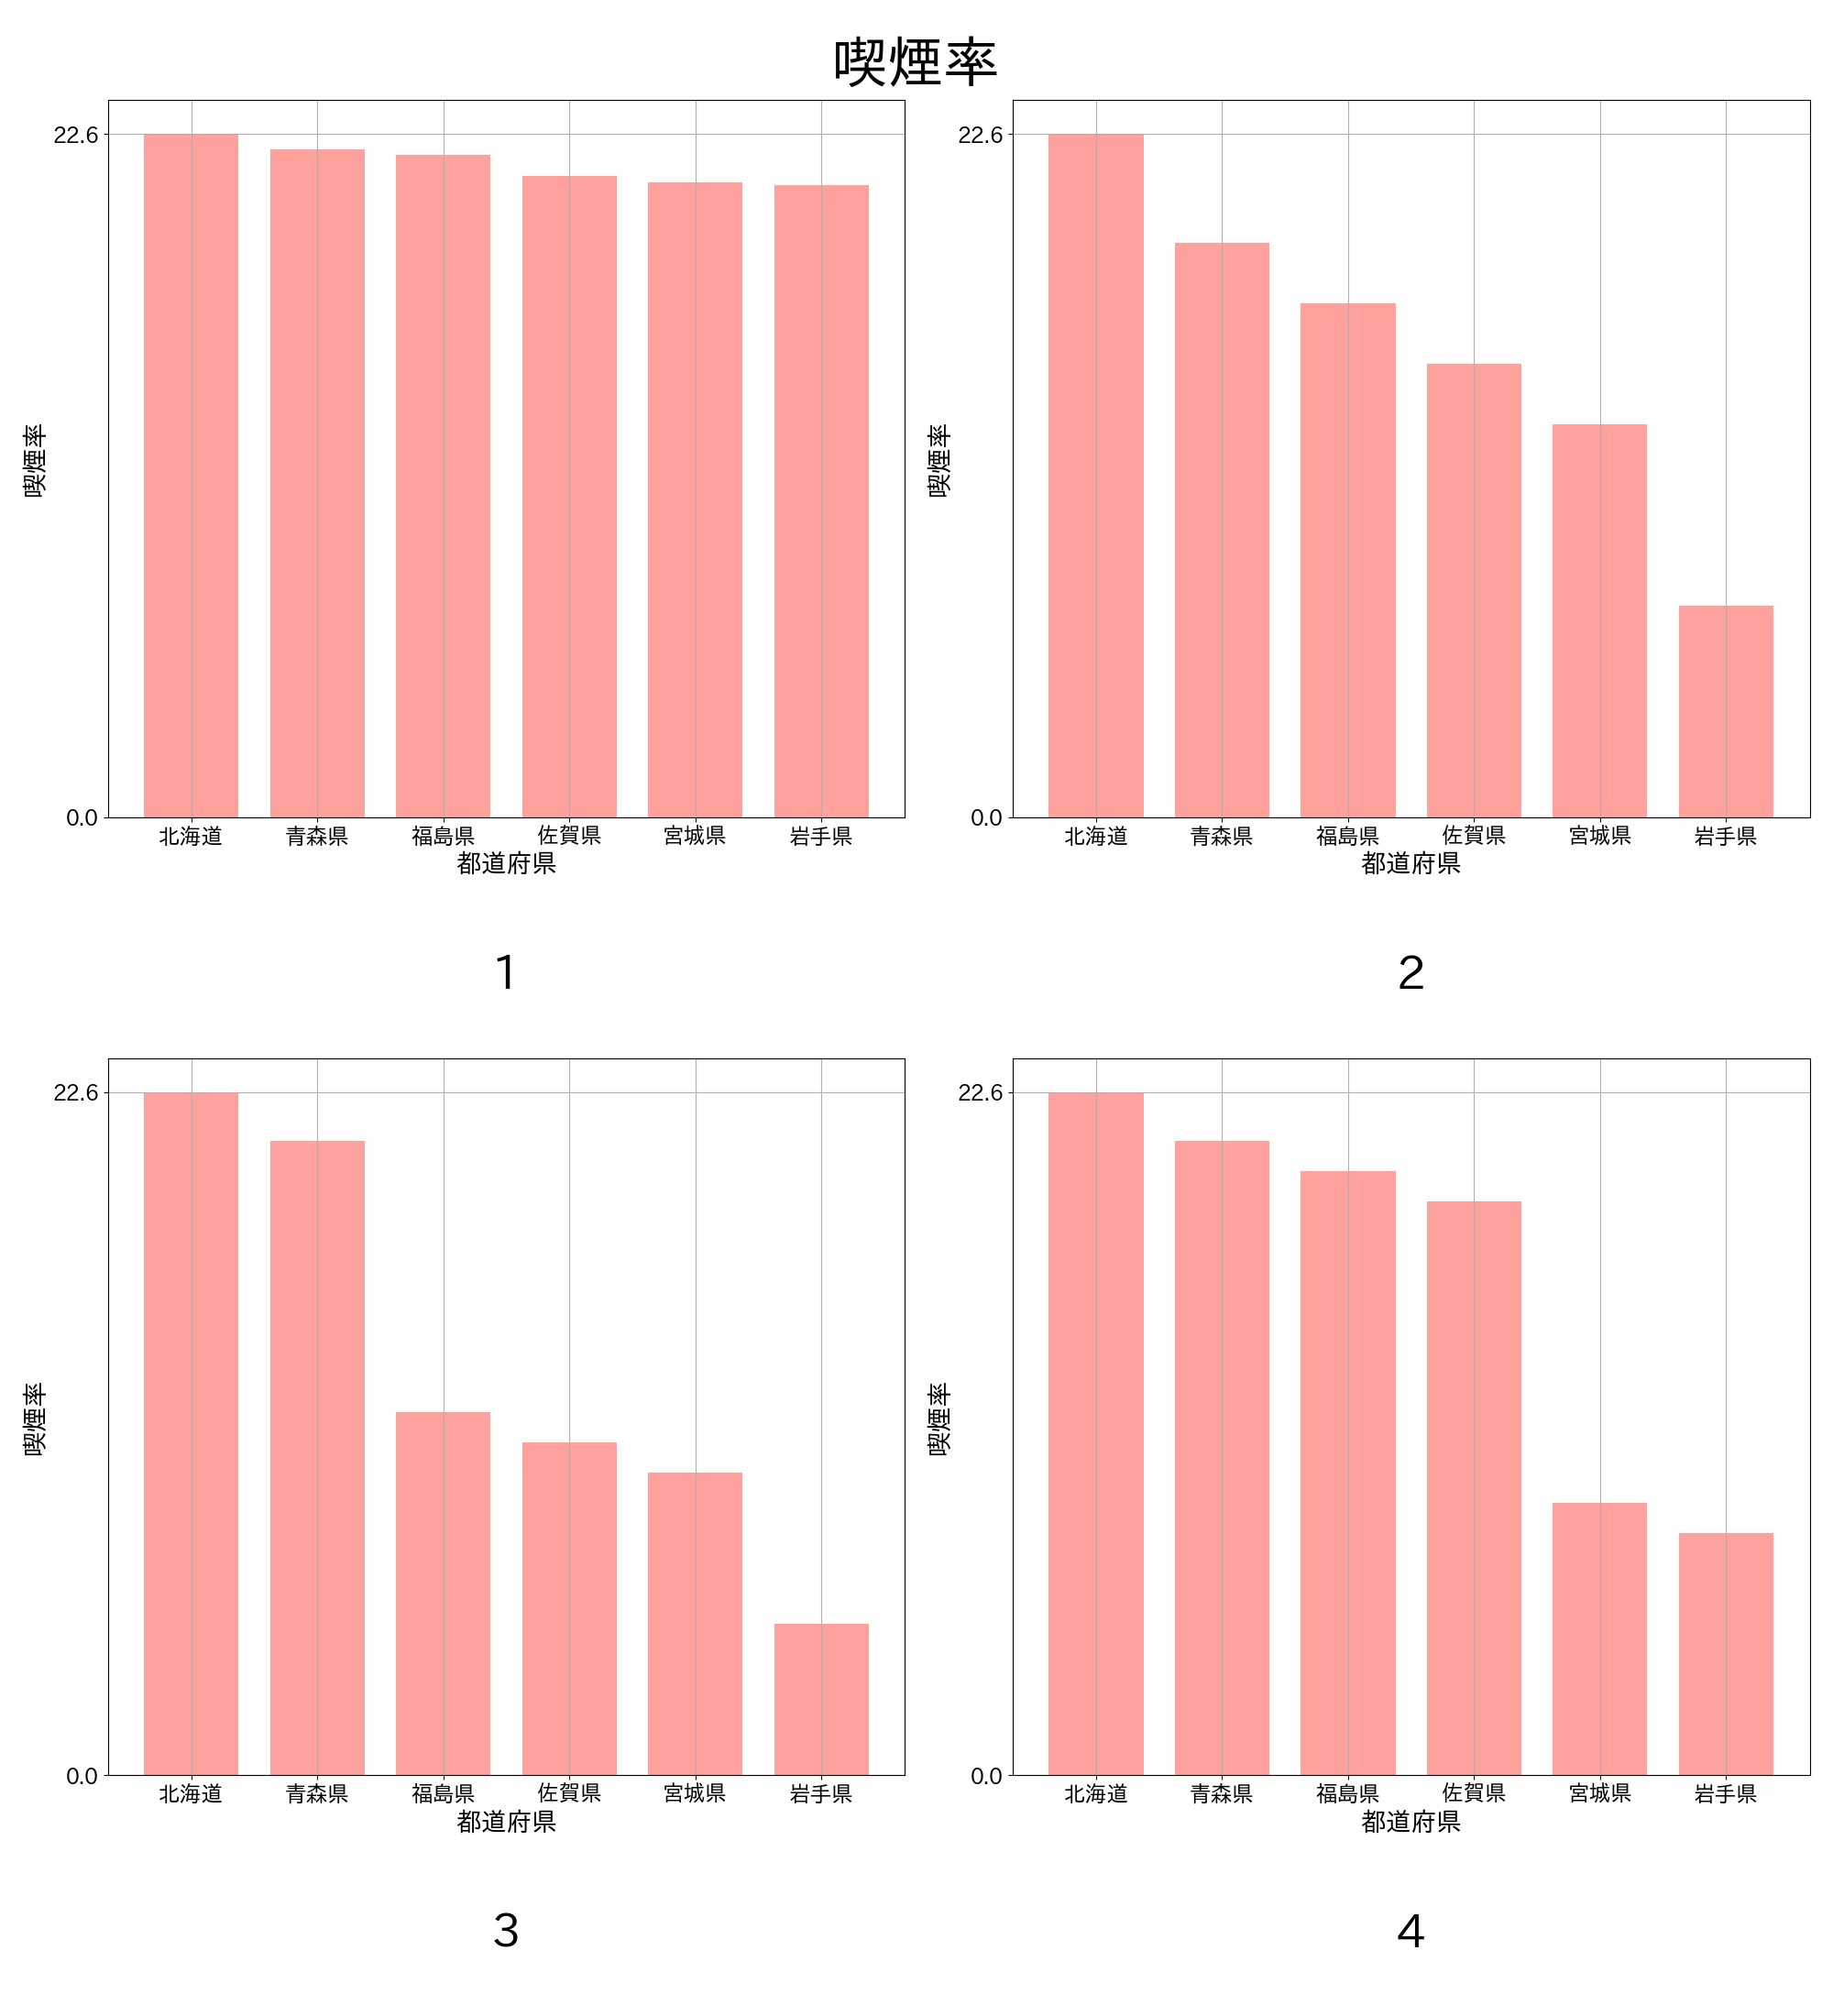 喫煙率
22.6
0.0
喫煙率
北海道 青森県 福島県 佐賀県 宮城県 岩手県
都道府県
1
22.6
0.0
喫煙率
北海道 青森県 福島県 佐賀県 宮城県 岩手県
都道府県
2
22.6
0.0
喫煙率
北海道 青森県 福島県 佐賀県 宮城県 岩手県
都道府県
3
22.6
0.0
喫煙率
北海道 青森県 福島県 佐賀県 宮城県 岩手県
都道府県
4